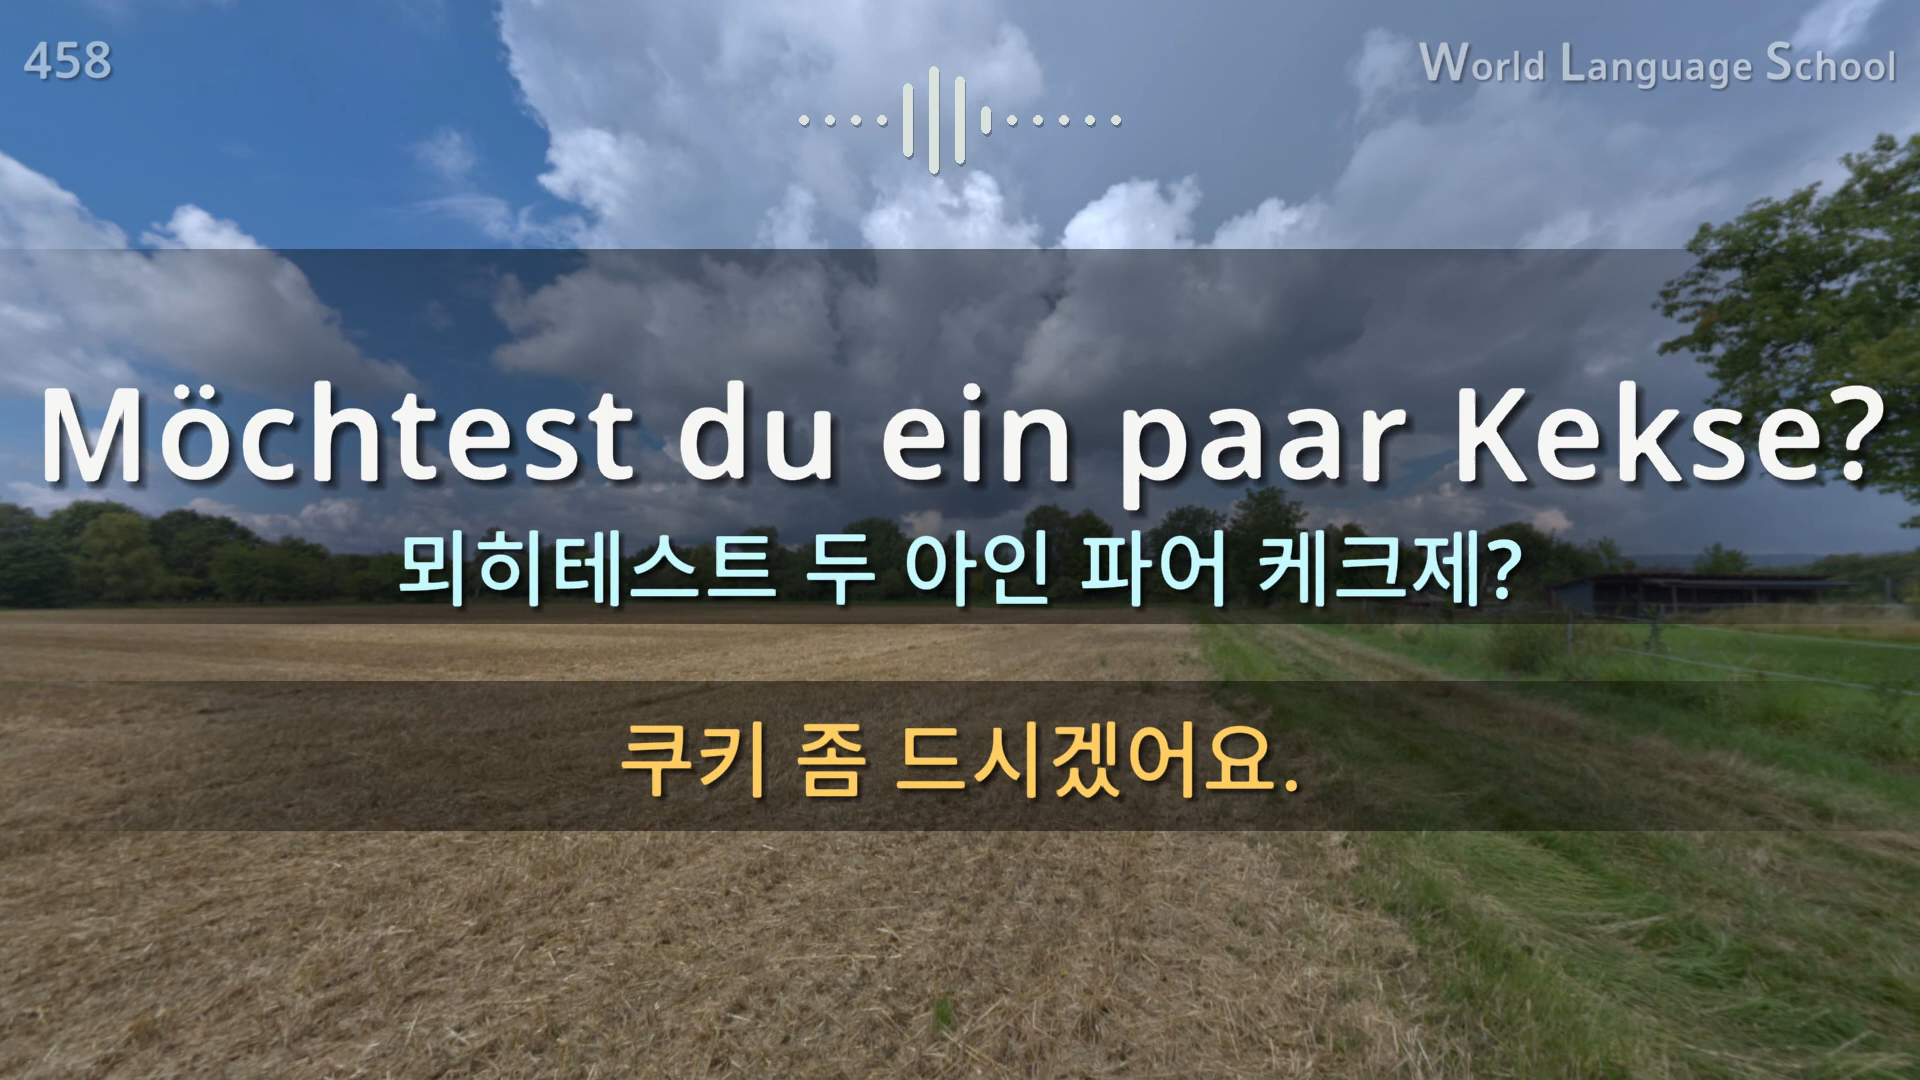 458
World Language School
Möchtest du ein paar Kekse?
뫼히테스트 두 아인 파어 케크제?
쿠키 좀 드시겠어요.